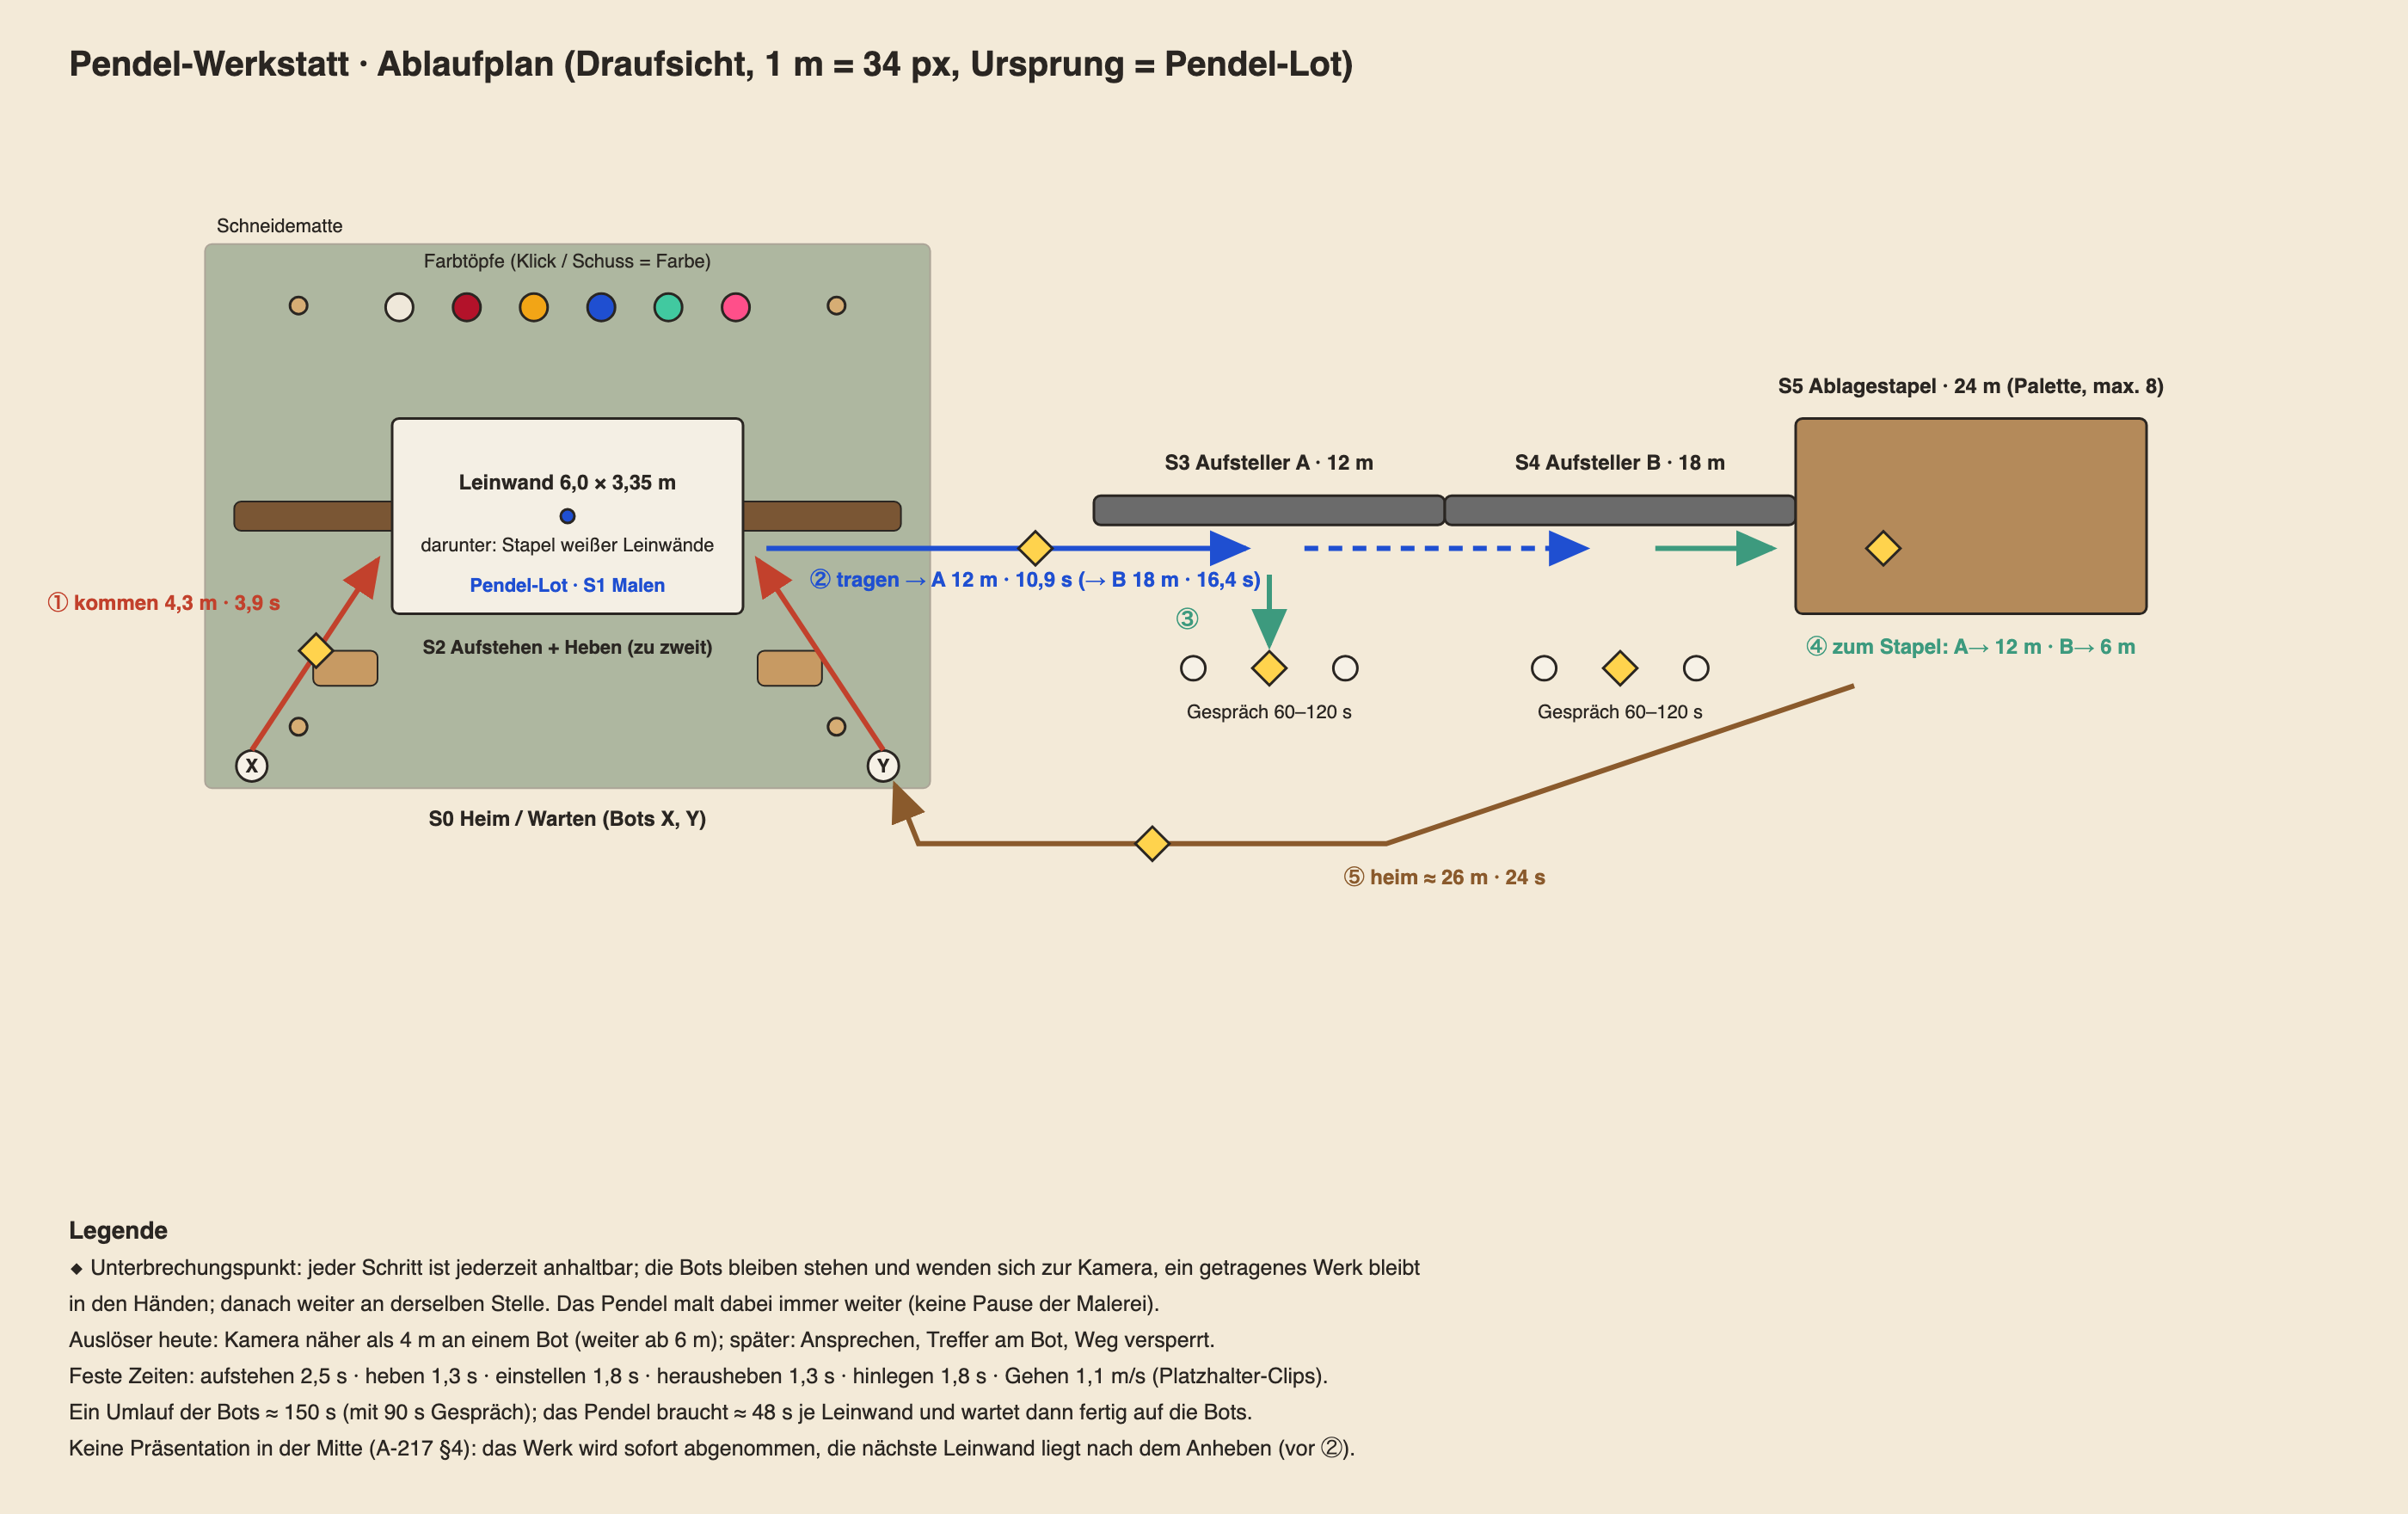 Pendel-Werkstatt · Ablaufplan (Draufsicht, 1 m = 34 px, Ursprung = Pendel-Lot)
Schneidematte
Farbtöpfe (Klick / Schuss = Farbe)
S5 Ablagestapel · 24 m (Palette, max. 8)
S3 Aufsteller A · 12 m
S4 Aufsteller B · 18 m
Leinwand 6,0 × 3,35 m
darunter: Stapel weißer Leinwände
Pendel-Lot · S1 Malen
② tragen → A 12 m · 10,9 s (→ B 18 m · 16,4 s)
① kommen 4,3 m · 3,9 s
③
S2 Aufstehen + Heben (zu zweit)
④ zum Stapel: A→ 12 m · B→ 6 m
Gespräch 60–120 s
Gespräch 60–120 s
X
Y
S0 Heim / Warten (Bots X, Y)
⑤ heim ≈ 26 m · 24 s
Legende
◆ Unterbrechungspunkt: jeder Schritt ist jederzeit anhaltbar; die Bots bleiben stehen und wenden sich zur Kamera, ein getragenes Werk bleibt
in den Händen; danach weiter an derselben Stelle. Das Pendel malt dabei immer weiter (keine Pause der Malerei).
Auslöser heute: Kamera näher als 4 m an einem Bot (weiter ab 6 m); später: Ansprechen, Treffer am Bot, Weg versperrt.
Feste Zeiten: aufstehen 2,5 s · heben 1,3 s · einstellen 1,8 s · herausheben 1,3 s · hinlegen 1,8 s · Gehen 1,1 m/s (Platzhalter-Clips).
Ein Umlauf der Bots ≈ 150 s (mit 90 s Gespräch); das Pendel braucht ≈ 48 s je Leinwand und wartet dann fertig auf die Bots.
Keine Präsentation in der Mitte (A-217 §4): das Werk wird sofort abgenommen, die nächste Leinwand liegt nach dem Anheben (vor ②).